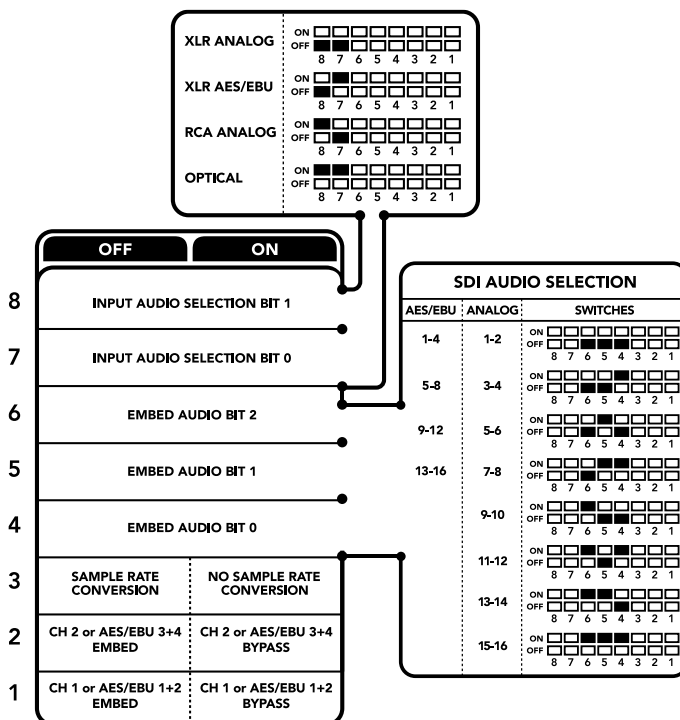 XLR ANALOG
ON
OFF
8 7 6 5 4 3 2 1
XLR AES/EBU
ON
OFF
8 7 6 5 4 3 2 1
RCA ANALOG
ON
OFF
8 7 6 5 4 3 2 1
OPTICAL
ON
OFF
8 7 6 5 4 3 2 1
OFF ON
8 INPUT AUDIO SELECTION BIT 1
7 INPUT AUDIO SELECTION BIT 0
6 EMBED AUDIO BIT 2
5 EMBED AUDIO BIT 1
4 EMBED AUDIO BIT 0
3 SAMPLE RATE CONVERSION NO SAMPLE RATE CONVERSION
2 CH 2 or AES/EBU 3+4 EMBED CH 2 or AES/EBU 3+4 BYPASS
1 CH 1 or AES/EBU 1+2 EMBED CH 1 or AES/EBU 1+2 BYPASS
SDI AUDIO SELECTION
AES/EBU ANALOG SWITCHES
1-4 1-2
ON
OFF
8 7 6 5 4 3 2 1
5-8 3-4
ON
OFF
8 7 6 5 4 3 2 1
9-12 5-6
ON
OFF
8 7 6 5 4 3 2 1
13-16 7-8
ON
OFF
8 7 6 5 4 3 2 1
9-10
ON
OFF
8 7 6 5 4 3 2 1
11-12
ON
OFF
8 7 6 5 4 3 2 1
13-14
ON
OFF
8 7 6 5 4 3 2 1
15-16
ON
OFF
8 7 6 5 4 3 2 1